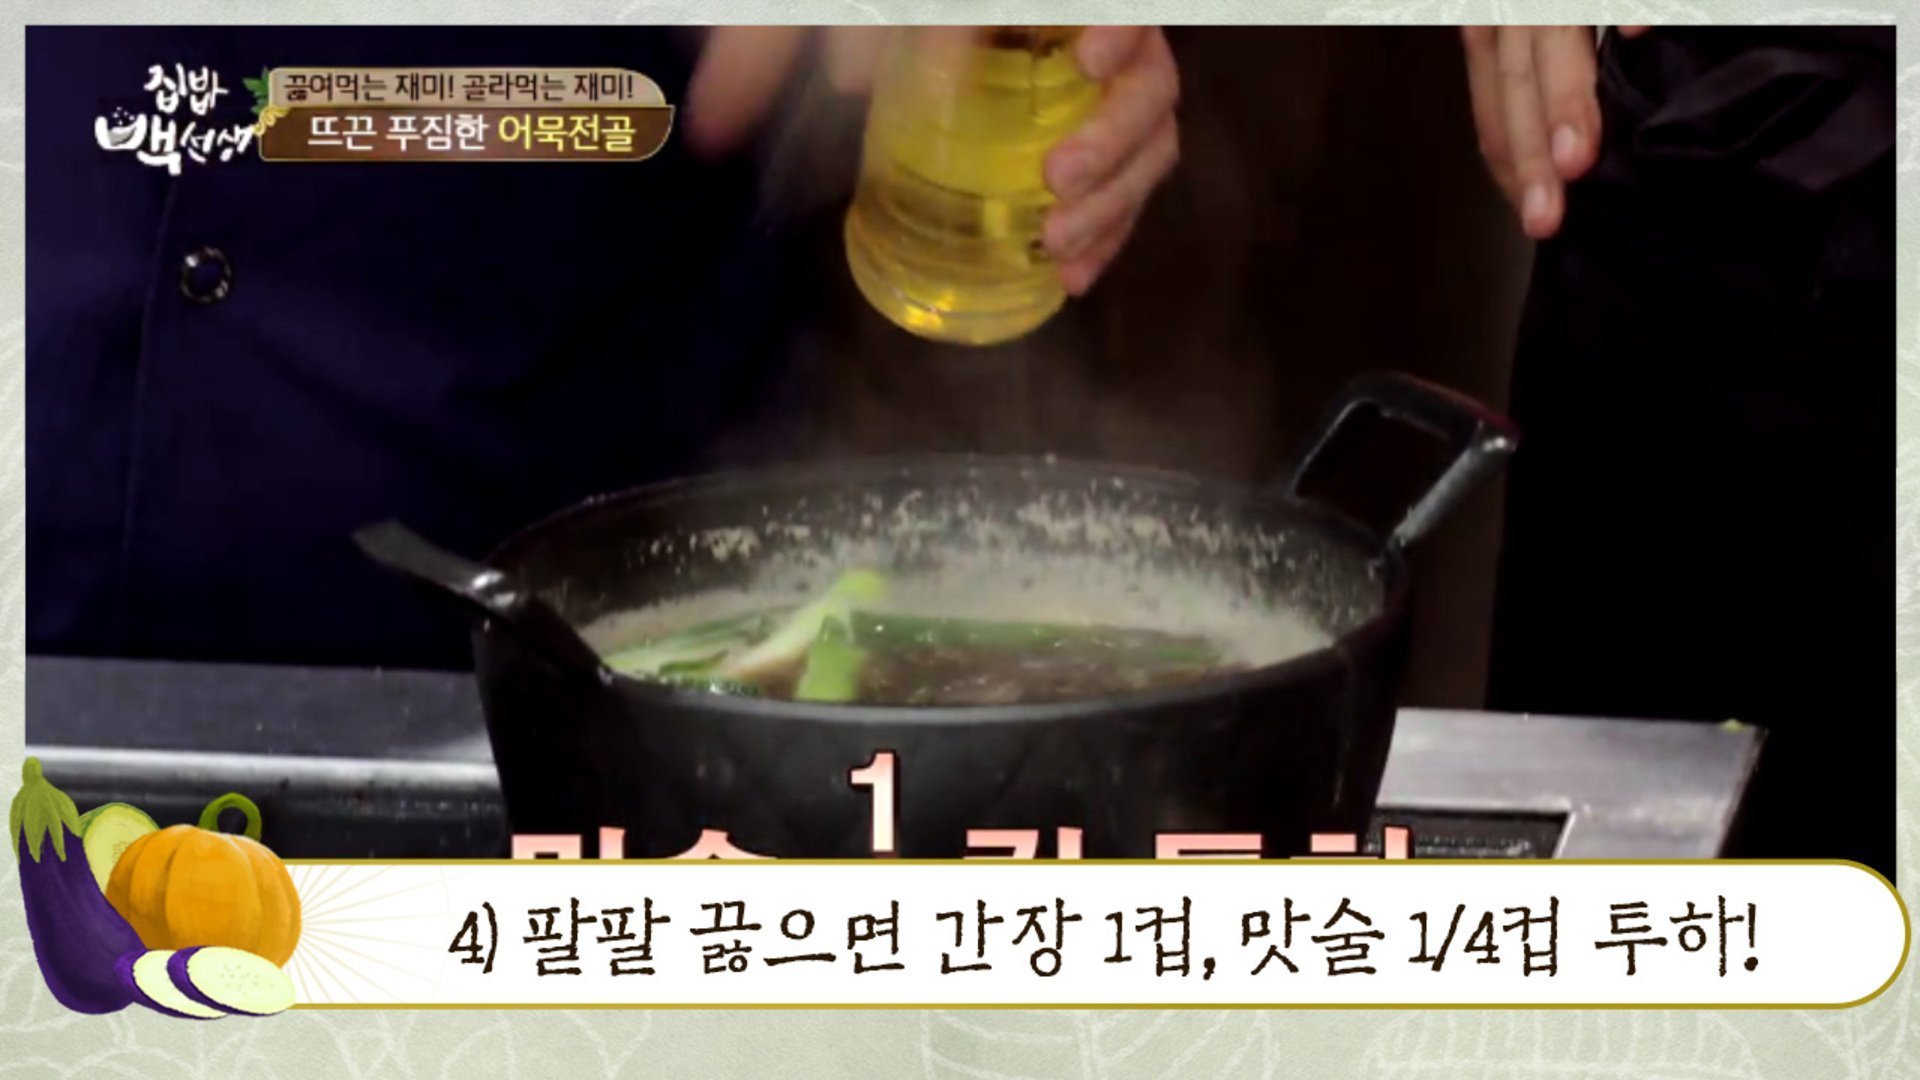 집밥
백선생
끓여먹는 재미! 골라먹는 재미!
뜨끈 푸짐한 어묵전골
1
4) 팔팔 끓으면 간장 1컵, 맛술 1/4컵 투하!